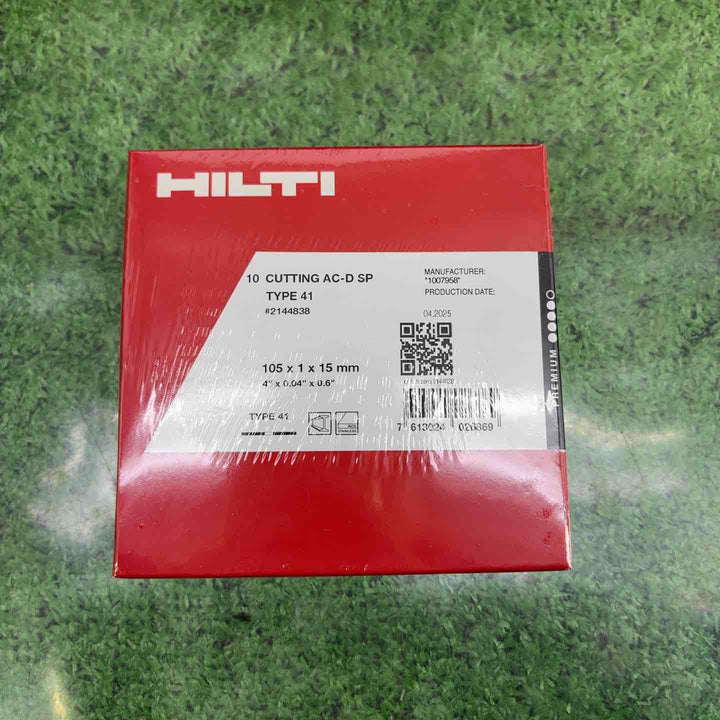 HILTI
10 CUTTING AC-D SP
TYPE 41
#2144838
MANUFACTURER:
"1007958"
PRODUCTION DATE:
04.2025
105 x 1 x 15 mm
4" x 0.04" x 0.6"
TYPE 41
7 613024 026869
PREMIUM